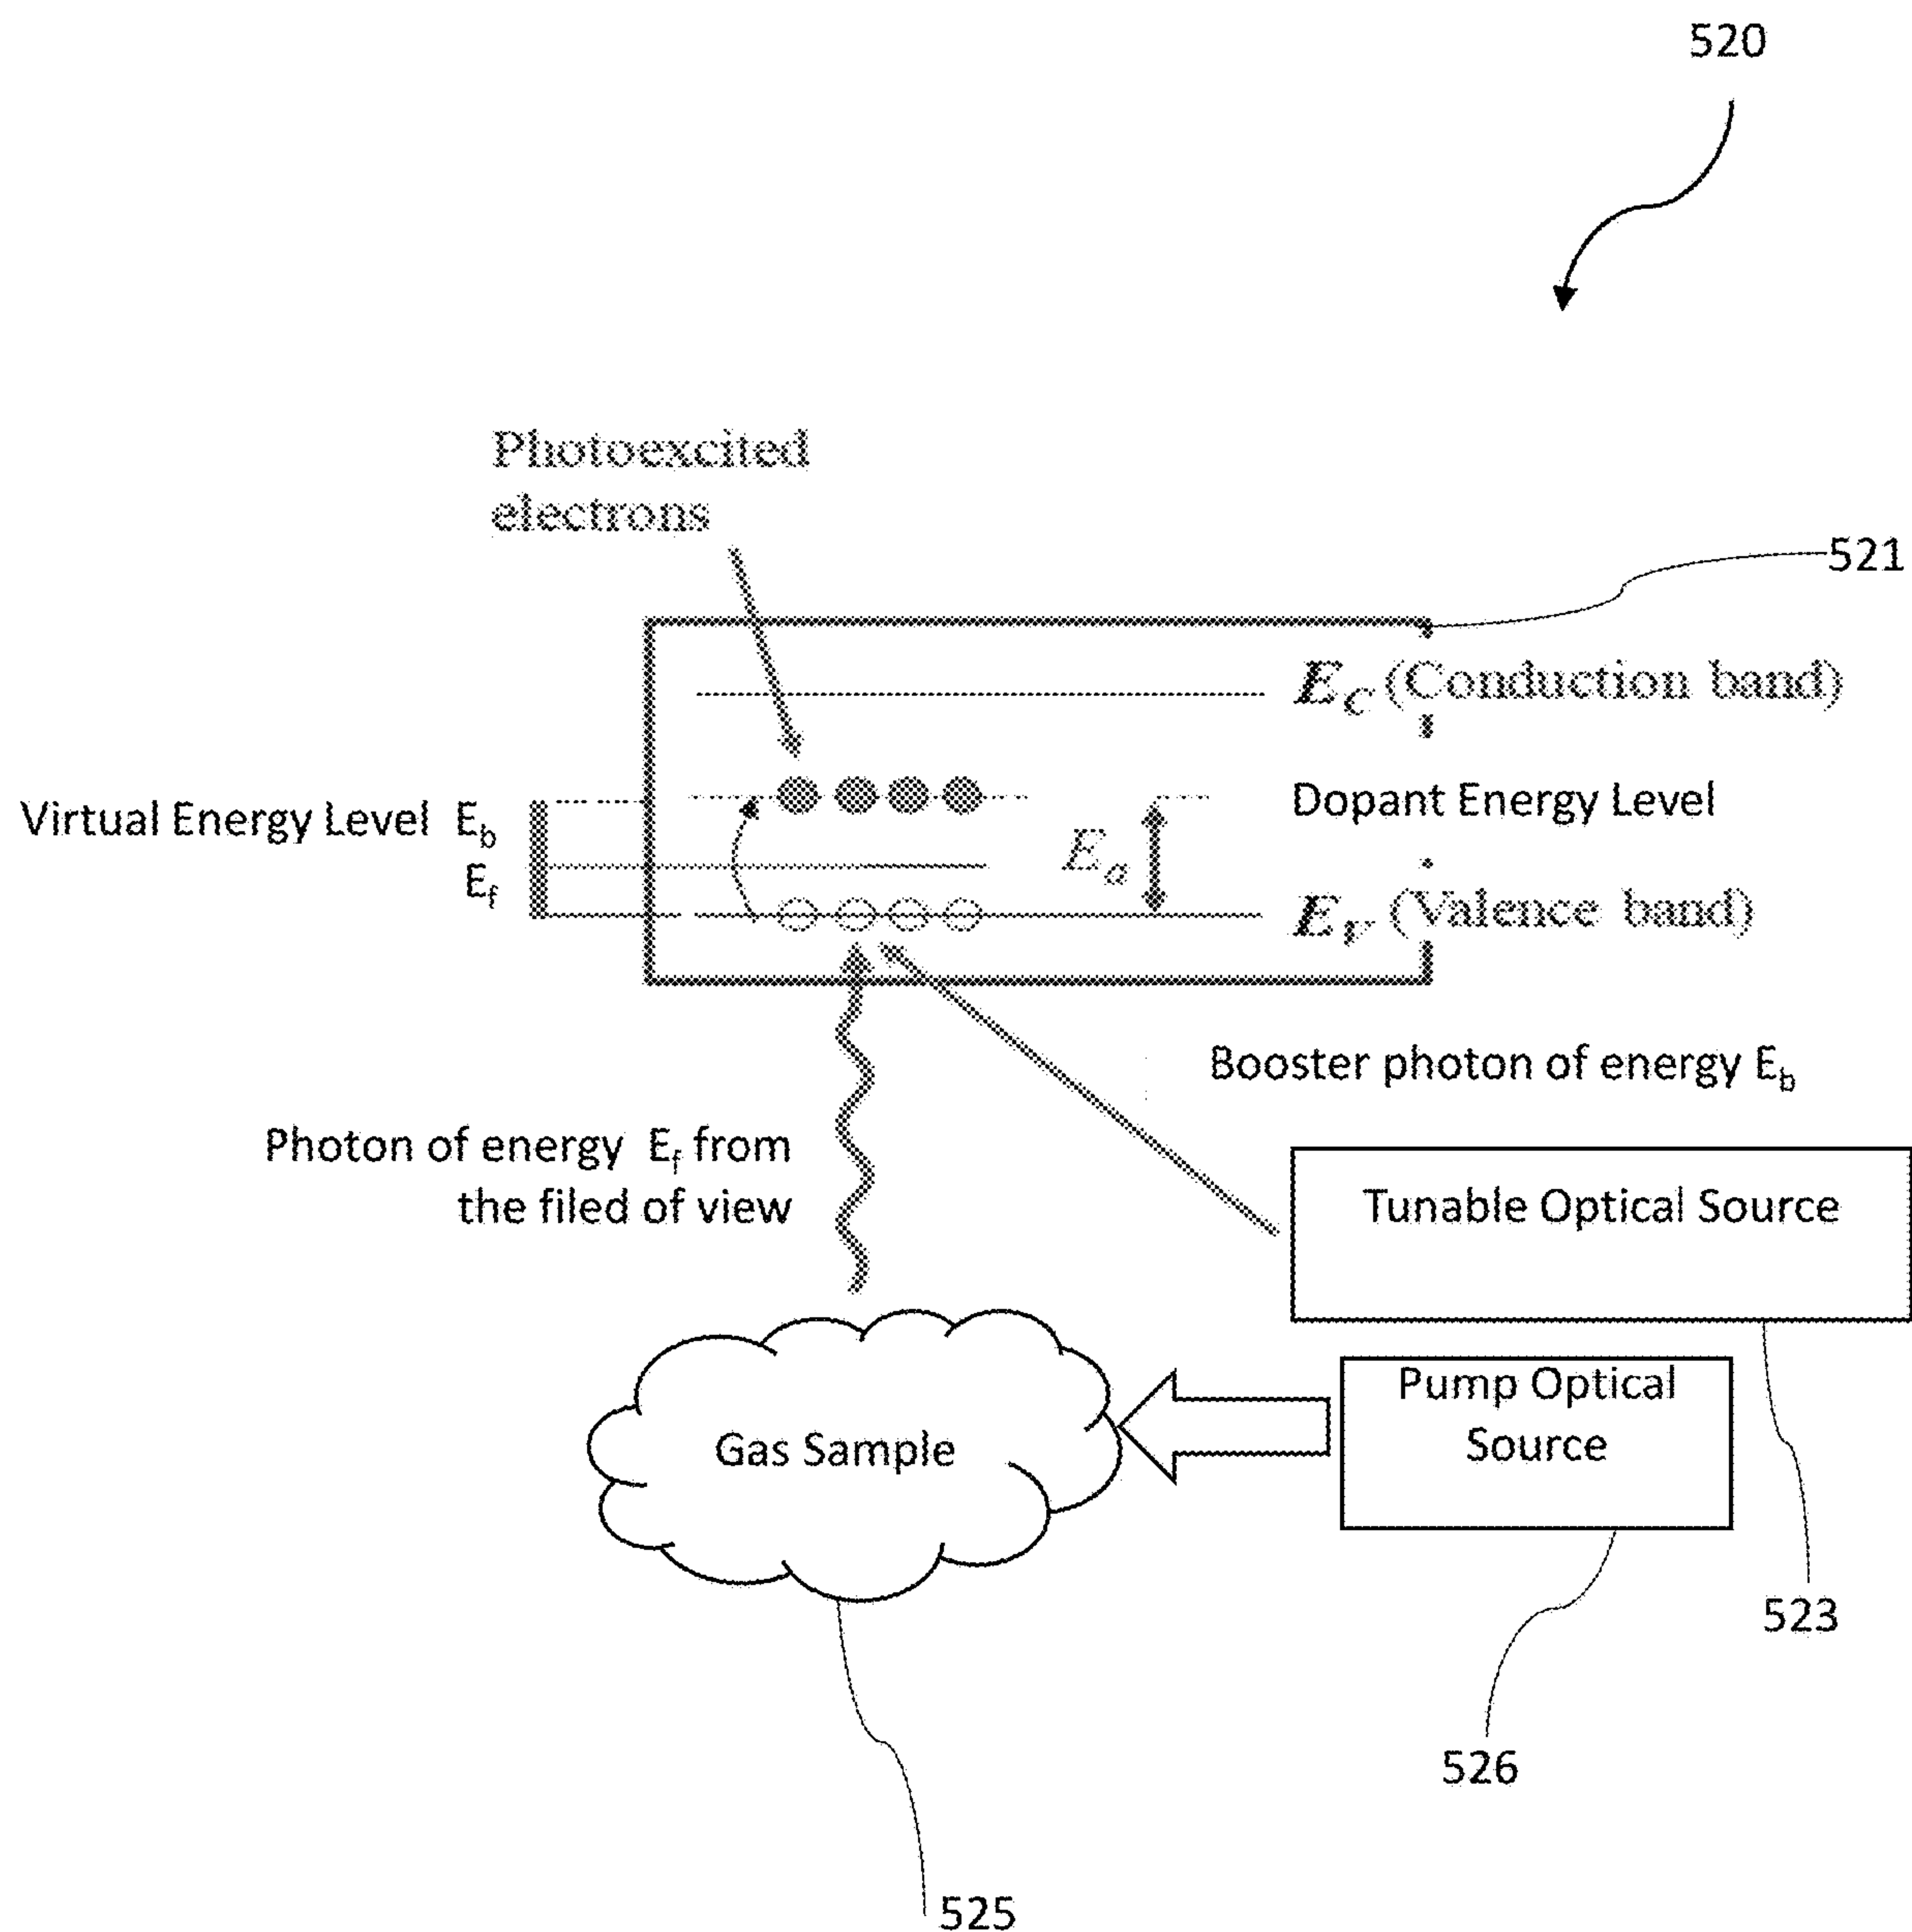 520
Photoexcited
electrons
521
E_C (Conduction band)
Virtual Energy Level E_b
Dopant Energy Level
E_a
E_f
E_V (Valence band)
Booster photon of energy E_b
Photon of energy E_f from
the filed of view
Tunable Optical Source
Pump Optical
Source
Gas Sample
523
526
525